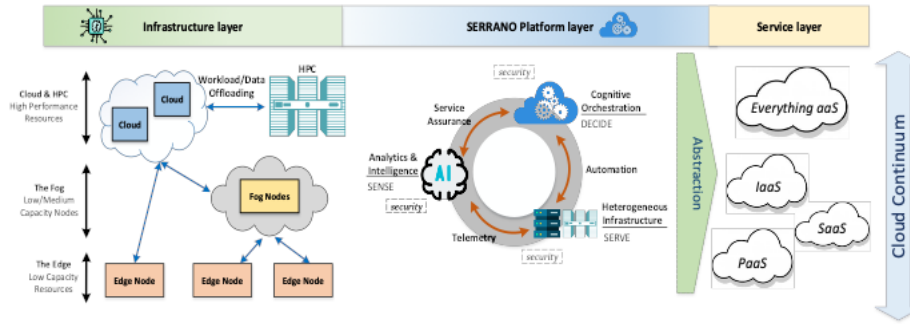 Infrastructure layer
SERRANO Platform layer
Service layer
Cloud & HPC
High Performance
Resources
Cloud
Cloud
Workload/Data
Offloading
HPC
The Fog
Low/Medium
Capacity Nodes
Fog Nodes
The Edge
Low Capacity
Resources
Edge Node
Edge Node
Edge Node
security
Service
Assurance
Cognitive
Orchestration
DECIDE
Analytics &
Intelligence
SENSE
AI
security
Automation
Heterogeneous
Infrastructure
SERVE
Telemetry
security
Abstraction
Everything aaS
IaaS
SaaS
PaaS
Cloud Continuum